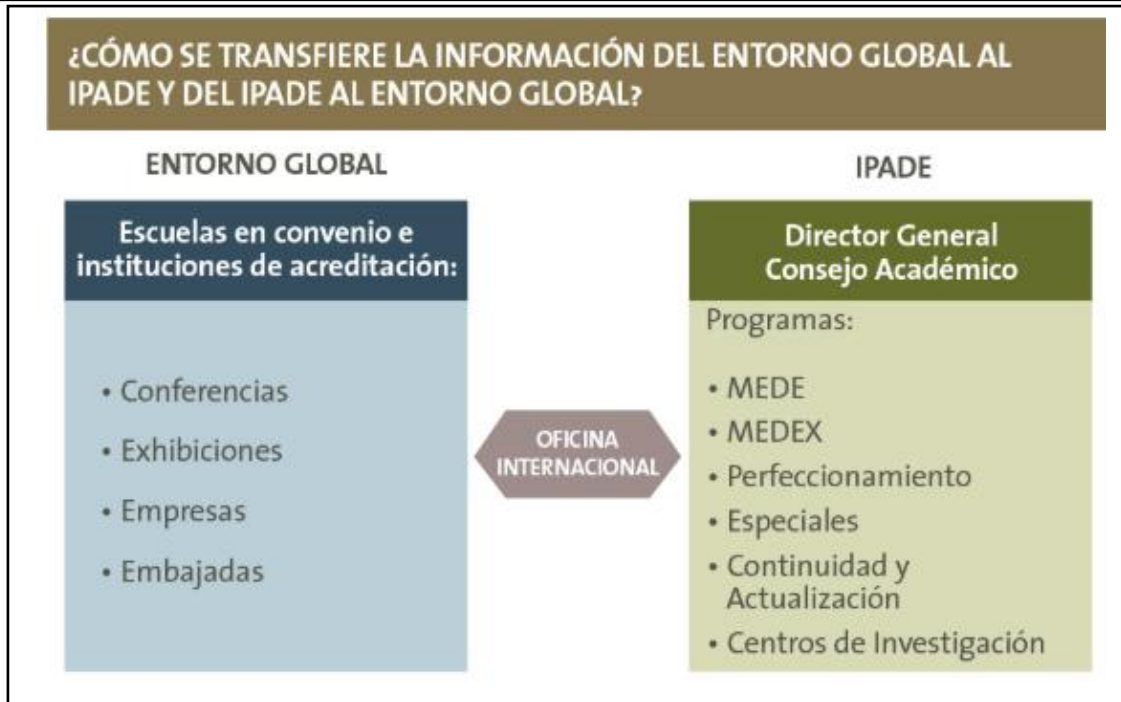 ¿CÓMO SE TRANSFIERE LA INFORMACIÓN DEL ENTORNO GLOBAL AL
IPADE Y DEL IPADE AL ENTORNO GLOBAL?
ENTORNO GLOBAL
Escuelas en convenio e
instituciones de acreditación:
• Conferencias
• Exhibiciones
• Empresas
• Embajadas
OFICINA
INTERNACIONAL
IPADE
Director General
Consejo Académico
Programas:
• MEDE
• MEDEX
• Perfeccionamiento
• Especiales
• Continuidad y
Actualización
• Centros de Investigación